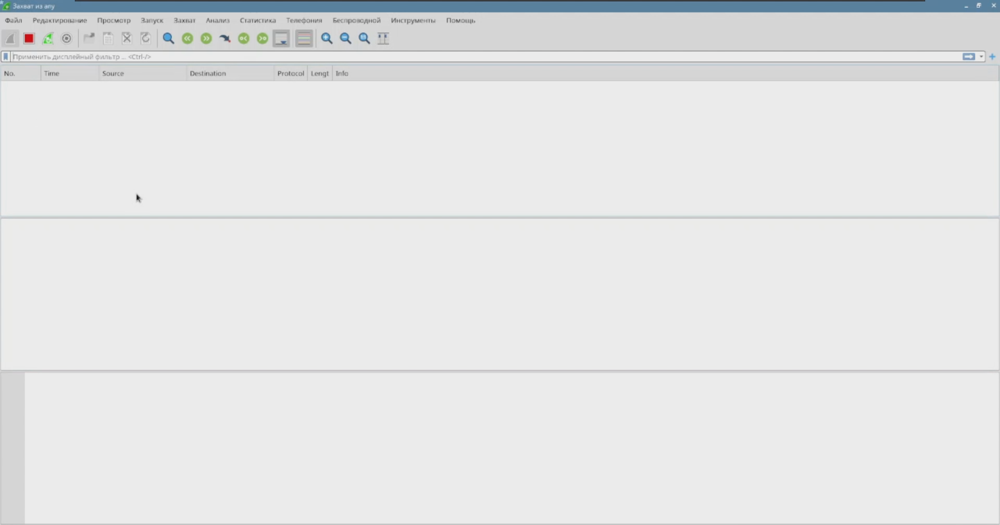 Захват из any
Файл Редактирование Просмотр Запуск Захват Анализ Статистика Телефония Беспроводной Инструменты Помощь
Применить дисплейный фильтр ... <Ctrl-/>
No. Time Source Destination Protocol Lengt Info